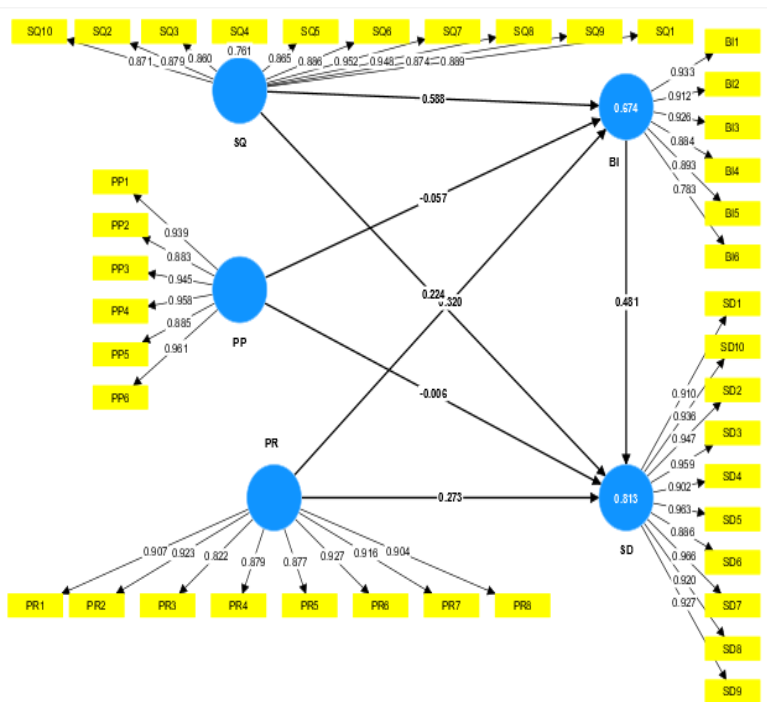 SQ10 SQ2 SQ3 SQ4 SQ5 SQ6 SQ7 SQ8 SQ9 SQ1
0.871 0.879 0.860 0.761 0.865 0.886 0.952 0.948 0.874 0.889
SQ
BI1
BI2
BI3
BI4
BI5
BI6
0.933
0.912
0.926
0.884
0.893
0.783
0.674
BI
0.588
-0.057
0.224
0.320
0.481
-0.006
0.273
PP1
PP2
PP3
PP4
PP5
PP6
0.939
0.883
0.945
0.958
0.885
0.961
PP
PR
0.907 0.923 0.822 0.879 0.877 0.927 0.916 0.904
PR1 PR2 PR3 PR4 PR5 PR6 PR7 PR8
SD1
SD10
SD2
SD3
SD4
SD5
SD6
SD7
SD8
SD9
0.910
0.936
0.947
0.959
0.902
0.963
0.886
0.966
0.920
0.927
0.813
SD